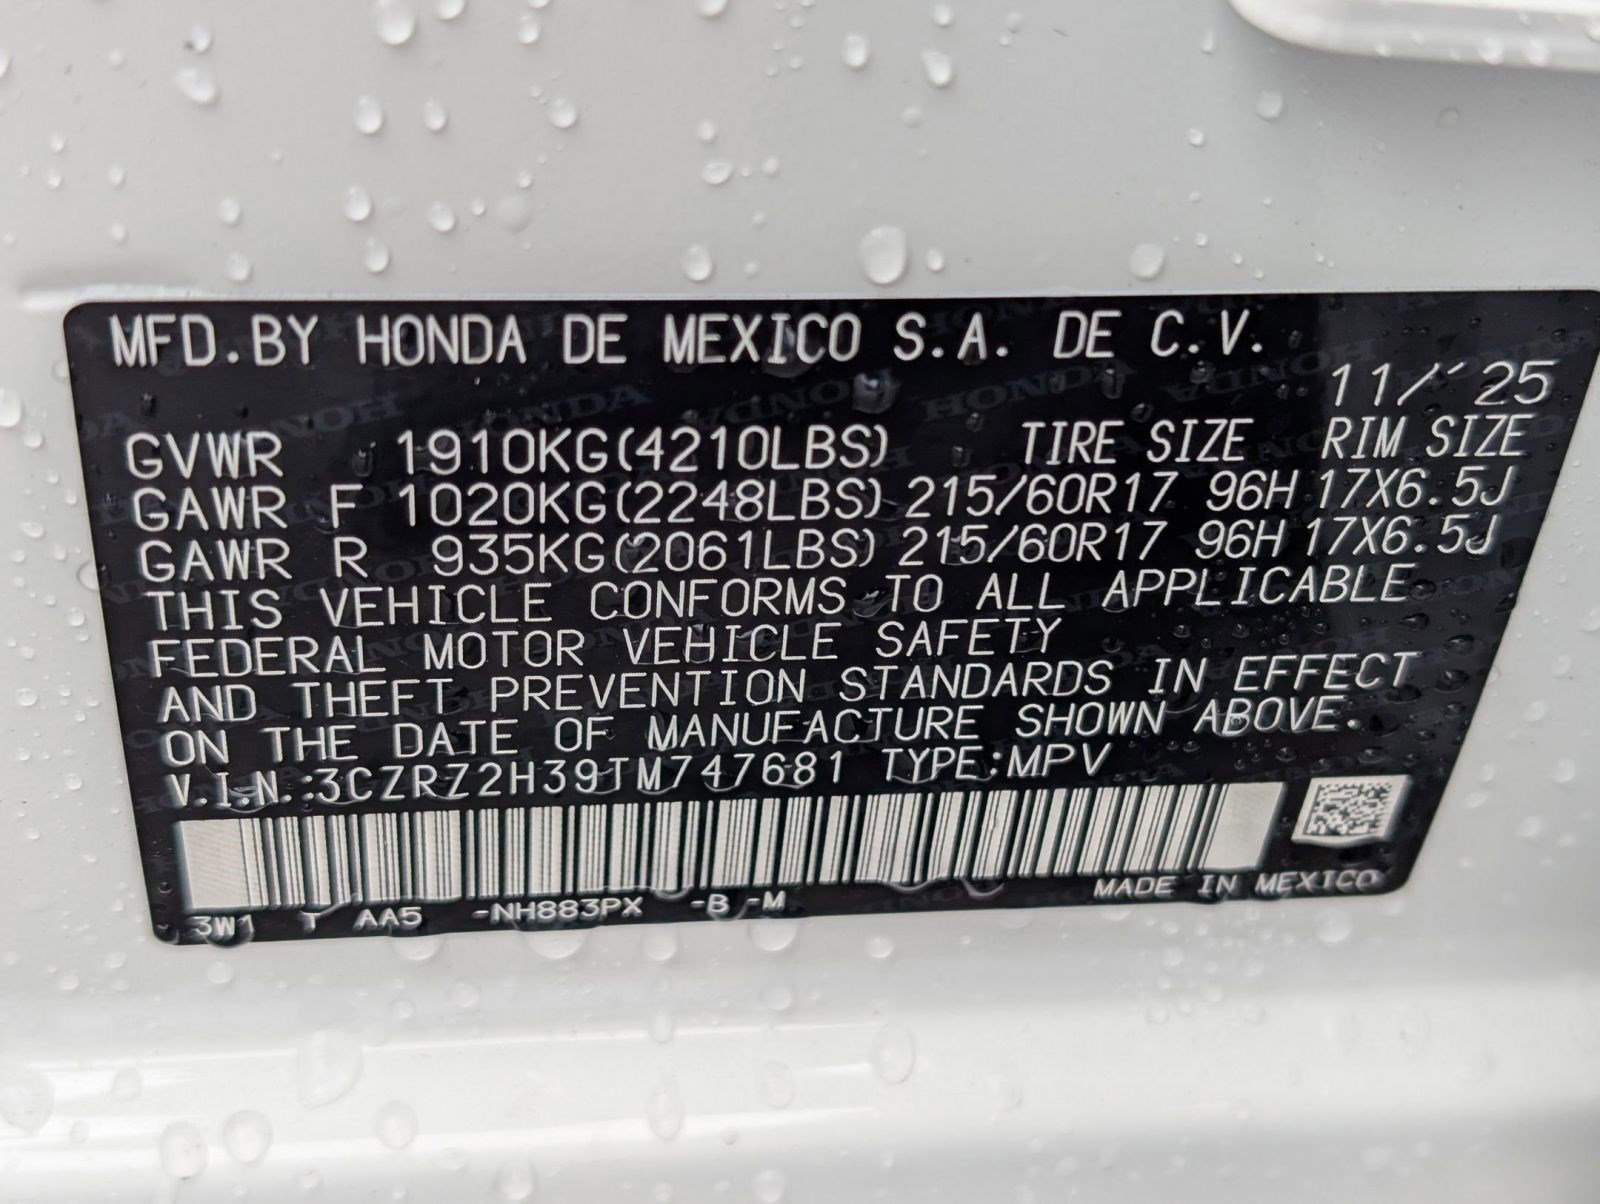 MFD.BY HONDA DE MEXICO S.A. DE C.V.
11/'25
GVWR 1910KG(4210LBS) TIRE SIZE RIM SIZE
GAWR F 1020KG(2248LBS) 215/60R17 96H 17X6.5J
GAWR R 935KG(2061LBS) 215/60R17 96H 17X6.5J
THIS VEHICLE CONFORMS TO ALL APPLICABLE
FEDERAL MOTOR VEHICLE SAFETY
AND THEFT PREVENTION STANDARDS IN EFFECT
ON THE DATE OF MANUFACTURE SHOWN ABOVE.
V.I.N.:3CZRZ2H39TM747681 TYPE:MPV
MADE IN MEXICO
3W1 T AA5 -NH883PX -B -M